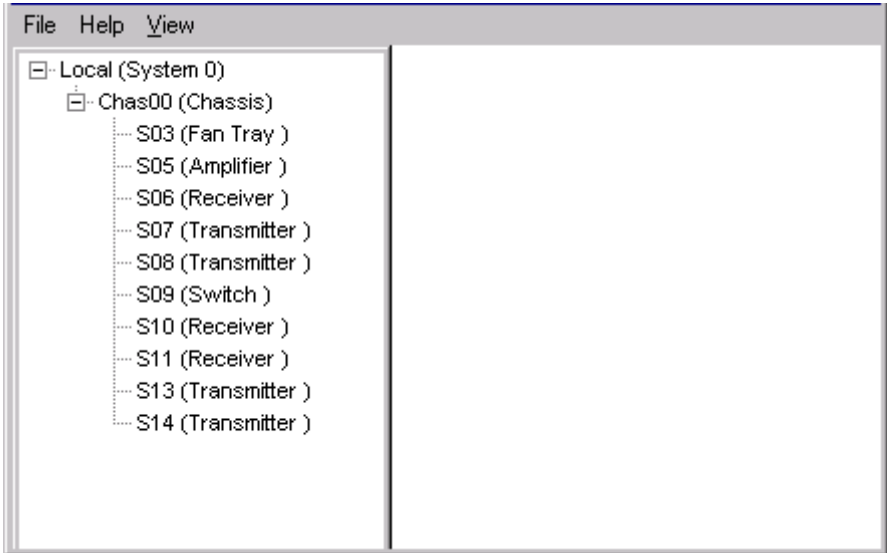 File Help View
Local (System 0)
Chas00 (Chassis)
S03 (Fan Tray )
S05 (Amplifier )
S06 (Receiver )
S07 (Transmitter )
S08 (Transmitter )
S09 (Switch )
S10 (Receiver )
S11 (Receiver )
S13 (Transmitter )
S14 (Transmitter )